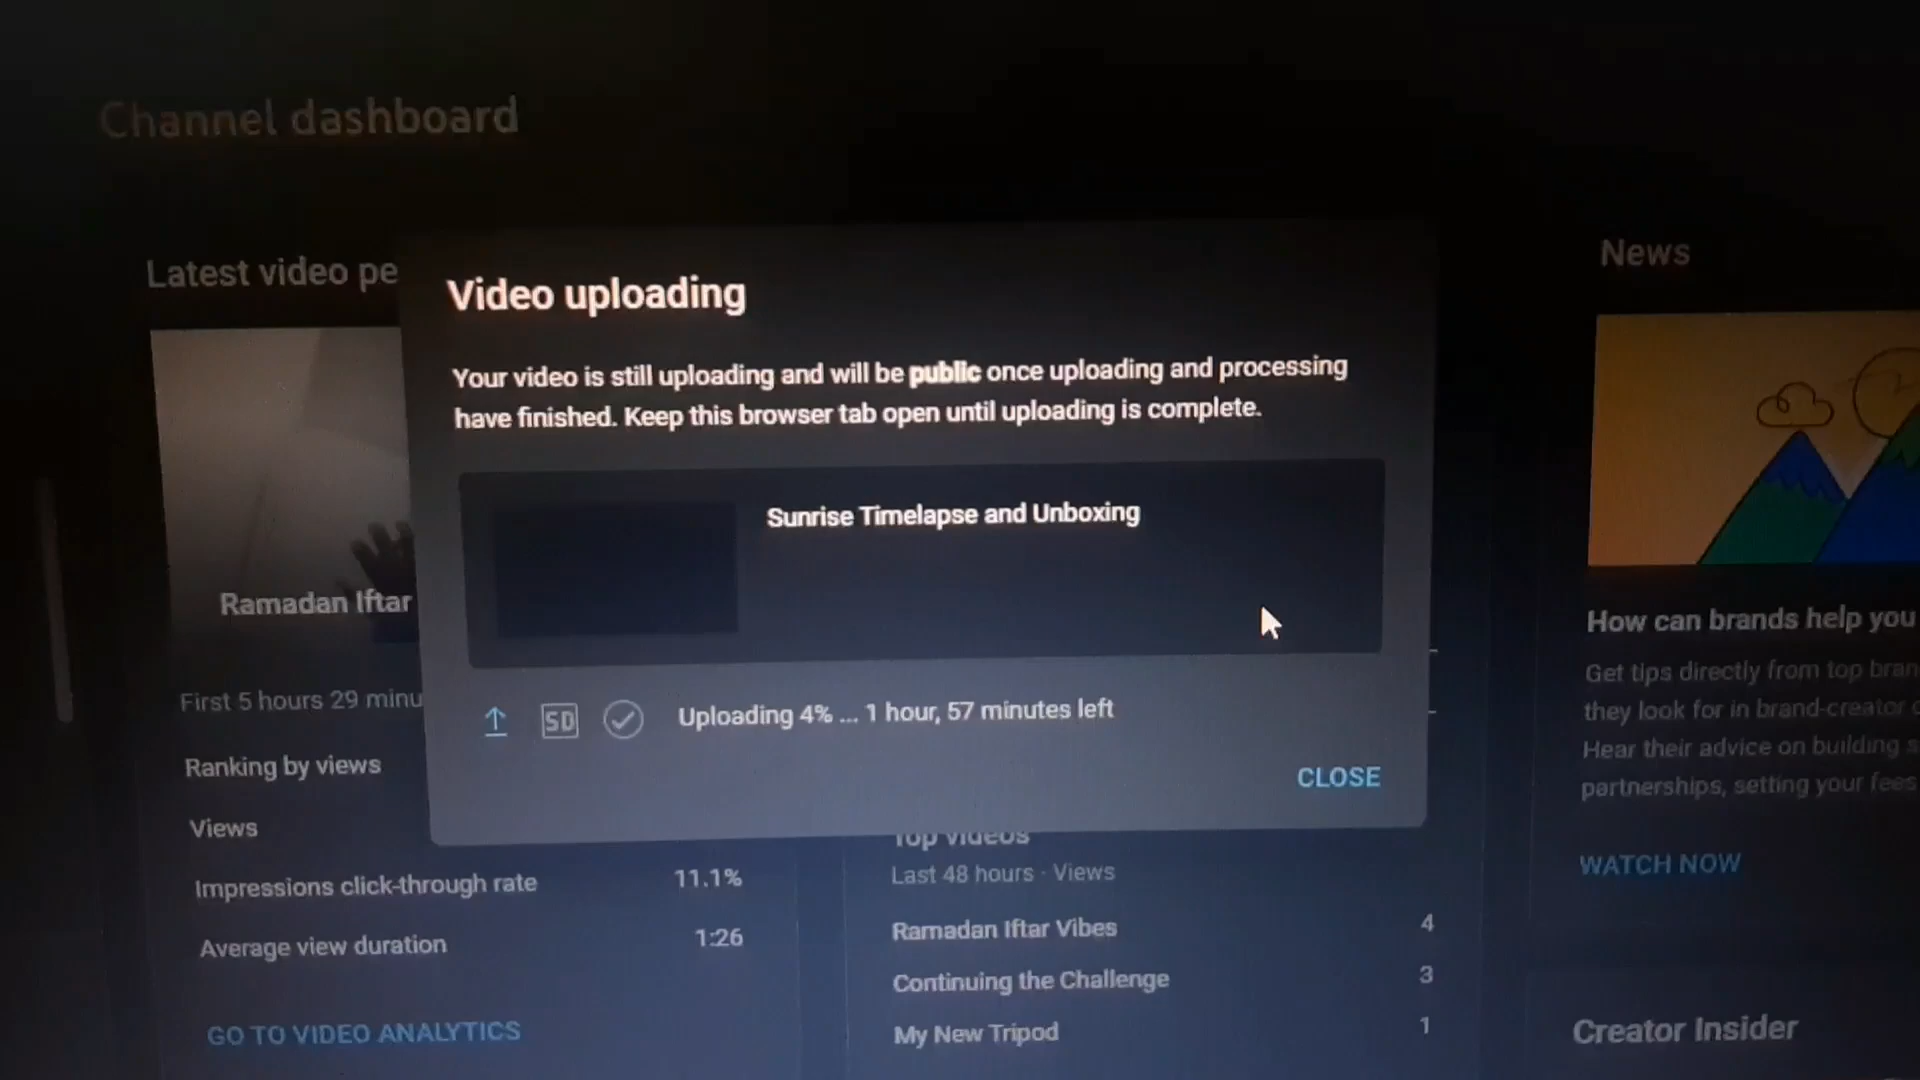 Channel dashboard
Latest video pe
Ramadan Iftar
First 5 hours 29 minu
Ranking by views
Views
Impressions click-through rate 11.1%
Average view duration 1:26
GO TO VIDEO ANALYTICS
Video uploading
Your video is still uploading and will be public once uploading and processing
have finished. Keep this browser tab open until uploading is complete.
Sunrise Timelapse and Unboxing
SD
Uploading 4% ... 1 hour, 57 minutes left
CLOSE
Top videos
Last 48 hours · Views
Ramadan Iftar Vibes 4
Continuing the Challenge 3
My New Tripod 1
News
How can brands help you
Get tips directly from top bran
they look for in brand-creator
Hear their advice on building
partnerships, setting your fees
WATCH NOW
Creator Insider